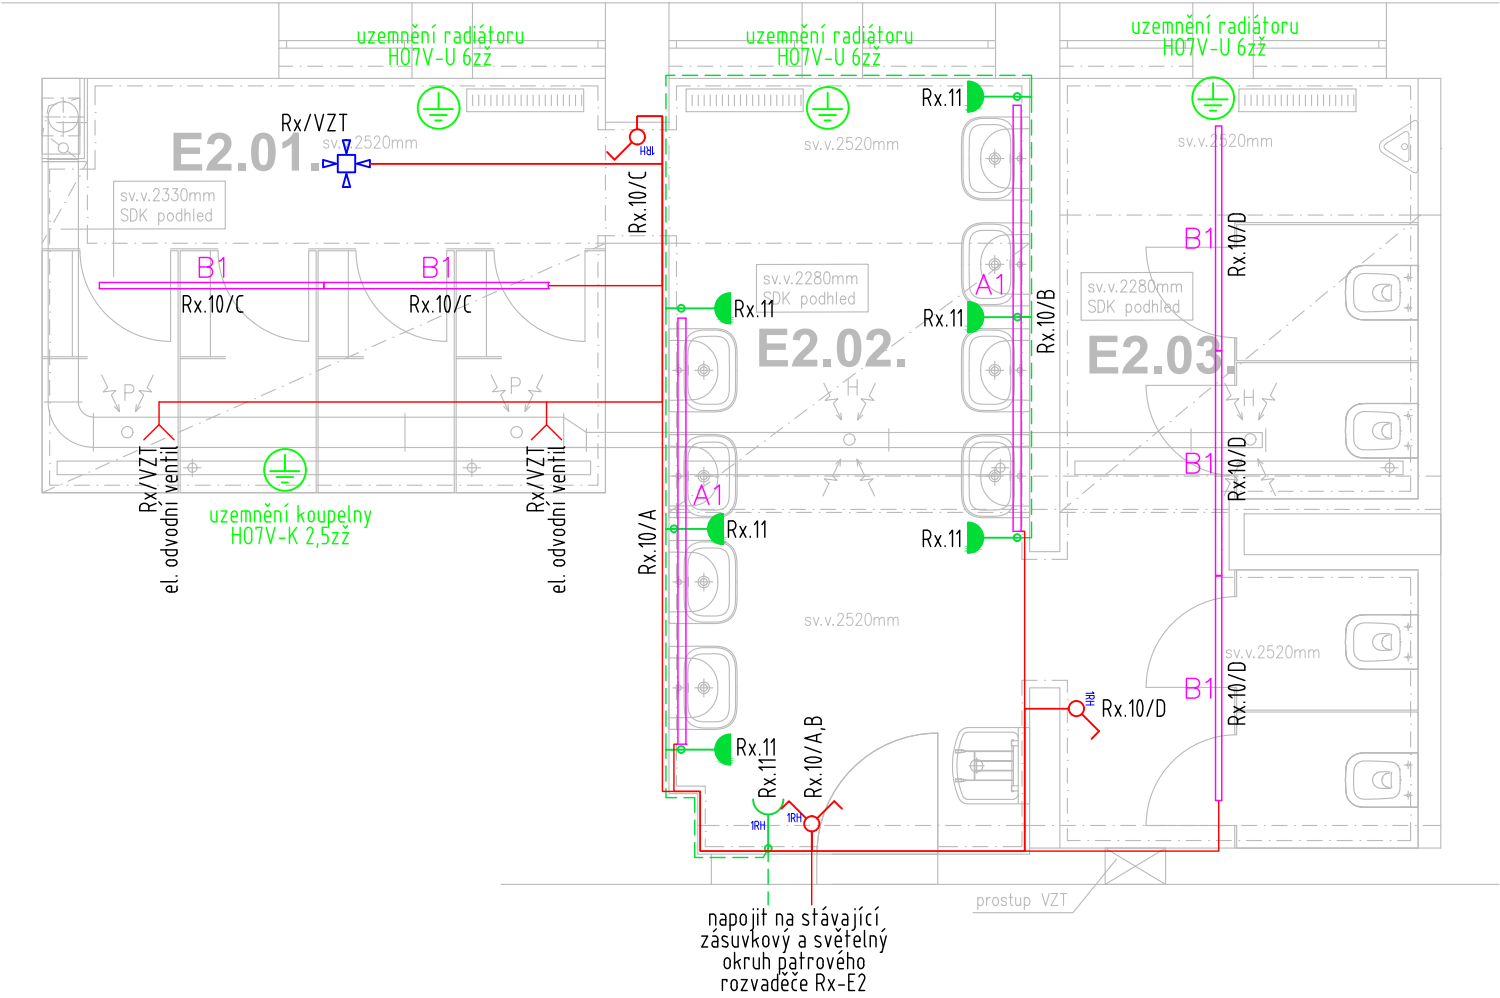 uzemnění radiátoru
H07V-U 6zž
uzemnění radiátoru
H07V-U 6zž
uzemnění radiátoru
H07V-U 6zž
Rx/VZT
E2.01.
sv.v.2520mm
1RH
Rx.10/C
sv.v.2330mm
SDK podhled
B1
B1
Rx.10/C
Rx.10/C
P
P
Rx/VZT
el. odvodní ventil
Rx/VZT
el. odvodní ventil
uzemnění koupelny
H07V-K 2,5zž
Rx.11
sv.v.2520mm
sv.v.2280mm
SDK podhled
A1
Rx.11
Rx.11
Rx.10/B
E2.02.
H
A1
Rx.11
Rx.11
Rx.10/A
sv.v.2520mm
Rx.11
Rx.11
Rx.10/A,B
1RH
1RH
sv.v.2520mm
B1
Rx.10/D
sv.v.2280mm
SDK podhled
E2.03.
H
B1
Rx.10/D
sv.v.2520mm
B1
Rx.10/D
1RH
Rx.10/D
prostup VZT
napojit na stávající
zásuvkový a světelný
okruh patrového
rozvaděče Rx-E2